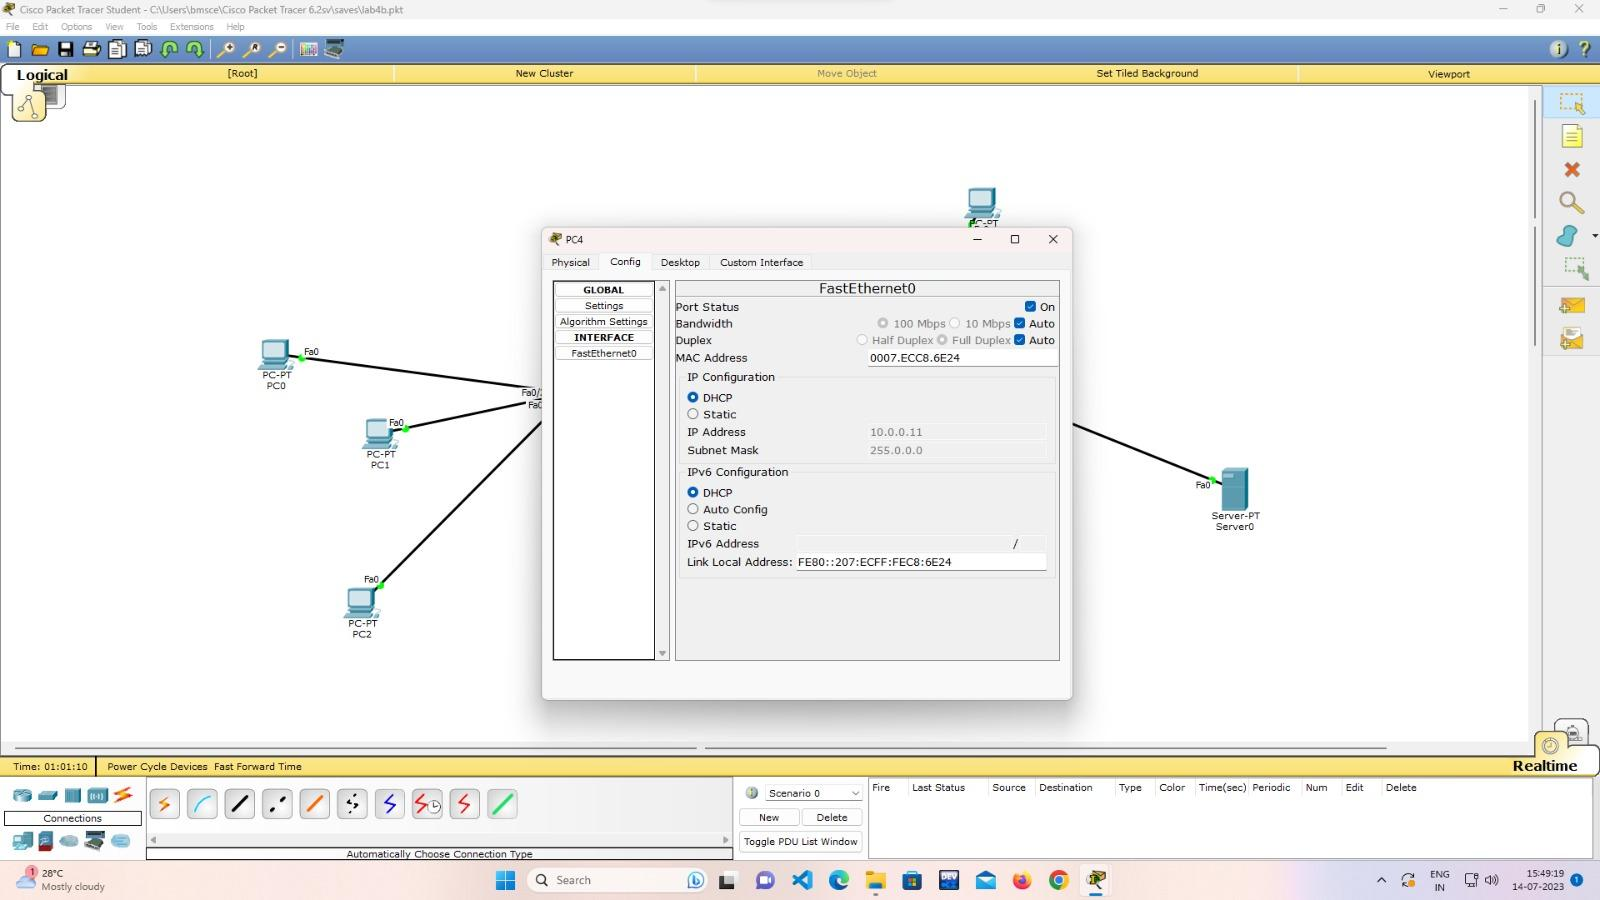 Cisco Packet Tracer Student - C:\Users\bmsce\Cisco Packet Tracer 6.2sv\saves\lab4b.pkt
File Edit Options View Tools Extensions Help
Logical [Root] New Cluster Move Object Set Tiled Background Viewport
PC-PT
PC4
Physical Config Desktop Custom Interface
GLOBAL
Settings
Algorithm Settings
INTERFACE
FastEthernet0
FastEthernet0
Port Status On
Bandwidth 100 Mbps 10 Mbps Auto
Duplex Half Duplex Full Duplex Auto
MAC Address 0007.ECC8.6E24
IP Configuration
DHCP
Static
IP Address 10.0.0.11
Subnet Mask 255.0.0.0
IPv6 Configuration
DHCP
Auto Config
Static
IPv6 Address /
Link Local Address: FE80::207:ECFF:FEC8:6E24
Fa0
PC-PT
PC0
Fa0/
Fa0
Fa0
PC-PT
PC1
Fa0
PC-PT
PC2
Fa0
Server-PT
Server0
Time: 01:01:10 Power Cycle Devices Fast Forward Time
Realtime
Connections
Automatically Choose Connection Type
Scenario 0
New Delete
Toggle PDU List Window
Fire Last Status Source Destination Type Color Time(sec) Periodic Num Edit Delete
1
28°C
Mostly cloudy
Search
DEV
ENG
IN
15:49:19
14-07-2023
1